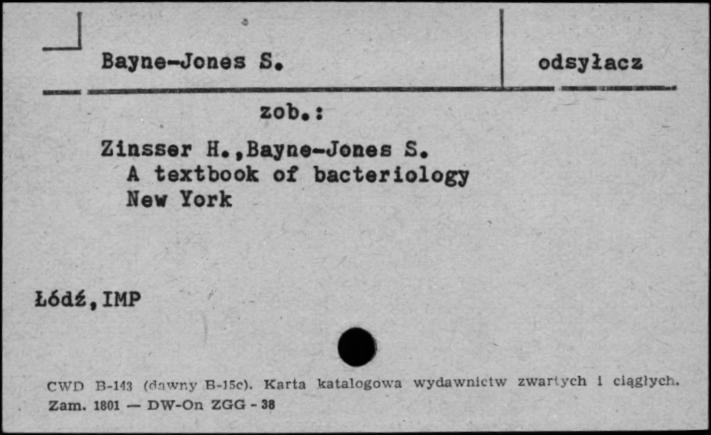 Bayne-Jones S.
odsyłacz
zob.:
Zinsser H.,Bayne-Jones S.
A textbook of bacteriology
New York
Łódź,IMP
CWD B-143 (dawny B-15c). Karta katalogowa wydawnictw zwartych i ciągłych.
Zam. 1801 — DW-On ZGG - 38